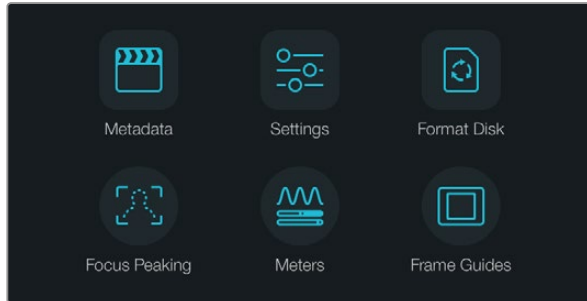 Metadata
Settings
Format Disk
Focus Peaking
Meters
Frame Guides